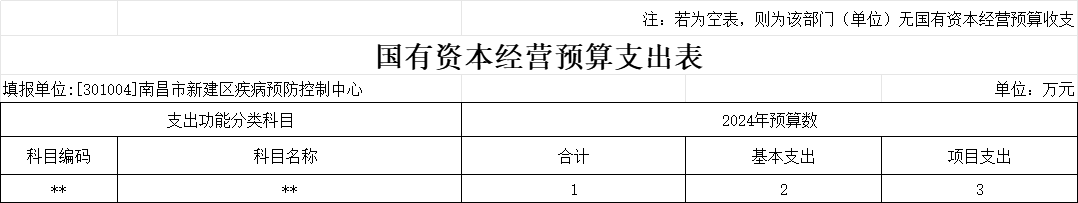 注：若为空表，则为该部门（单位）无国有资本经营预算收支
国有资本经营预算支出表
填报单位:[301004]南昌市新建区疾病预防控制中心 单位：万元
支出功能分类科目 2024年预算数
科目编码 科目名称 合计 基本支出 项目支出
** ** 1 2 3